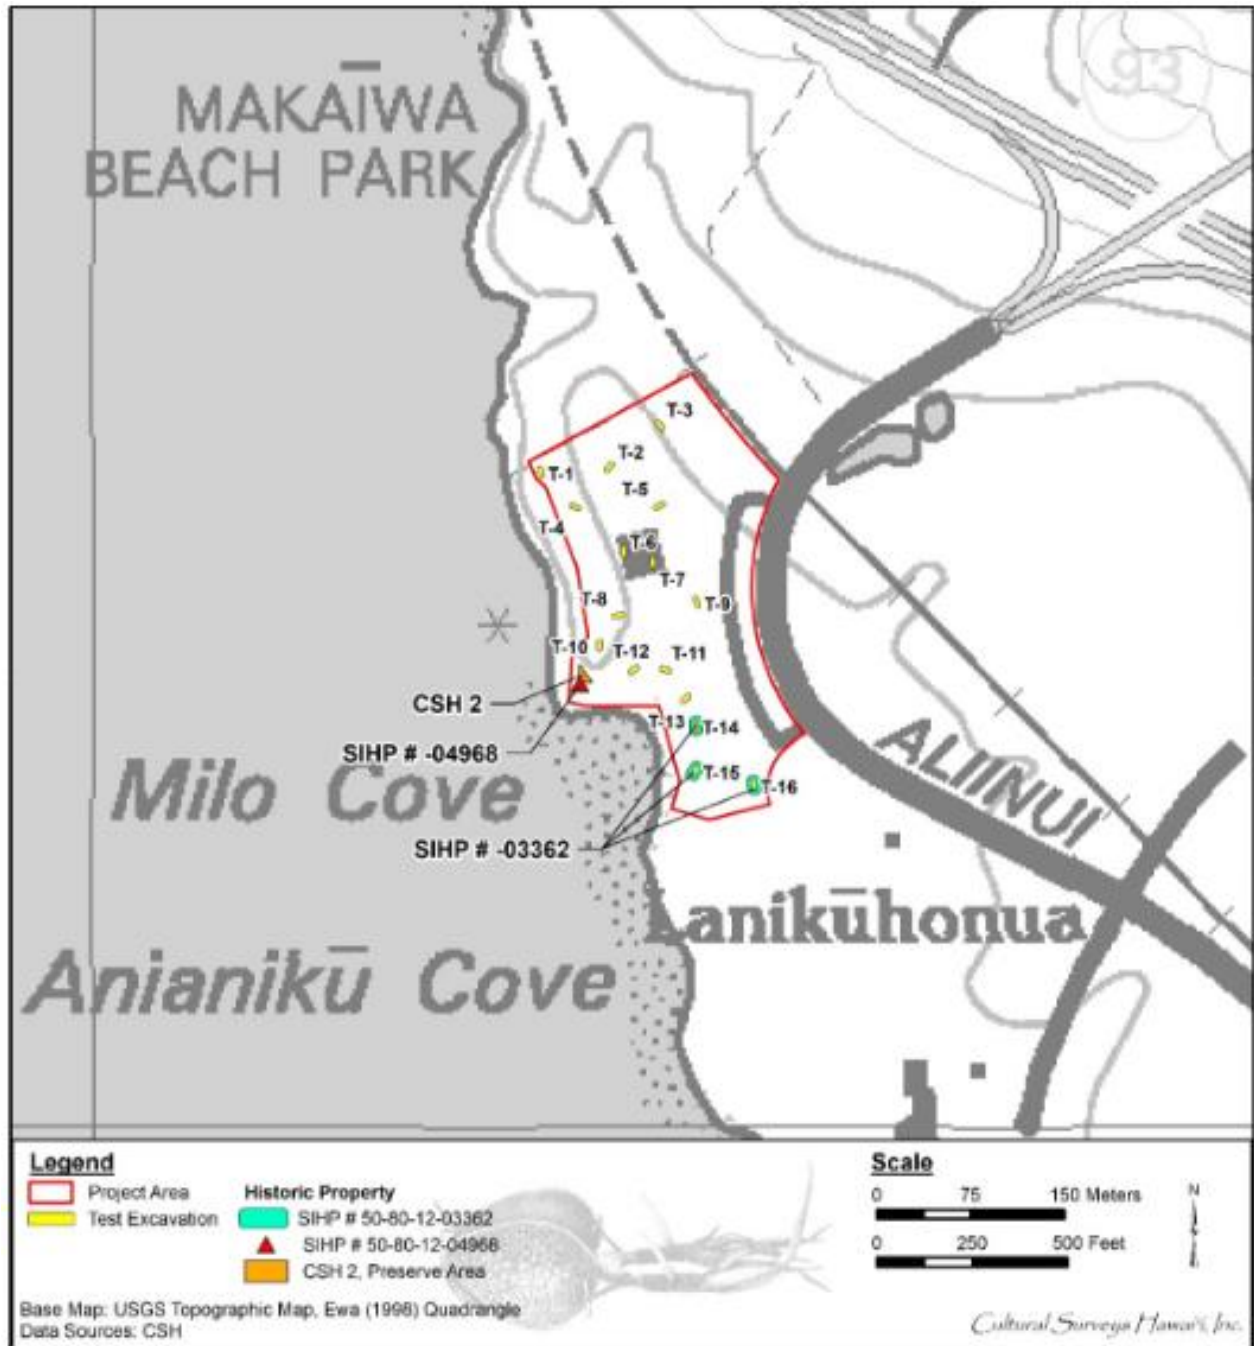 MAKAĪWA
BEACH PARK
93
T-3
T-2
T-1
T-5
T-4
T-6
T-7
T-8
T-9
T-10
T-12
T-11
CSH 2
T-13
T-14
SIHP # -04968
ALIINUI
T-15
T-16
Milo Cove
SIHP # -03362
Lanikūhonua
Anianikū Cove
Legend
Project Area
Test Excavation
Historic Property
SIHP # 50-80-12-03362
SIHP # 50-80-12-04968
CSH 2, Preserve Area
Scale
0 75 150 Meters
0 250 500 Feet
N
Base Map: USGS Topographic Map, Ewa (1998) Quadrangle
Data Sources: CSH
Cultural Surveys Hawai'i, Inc.